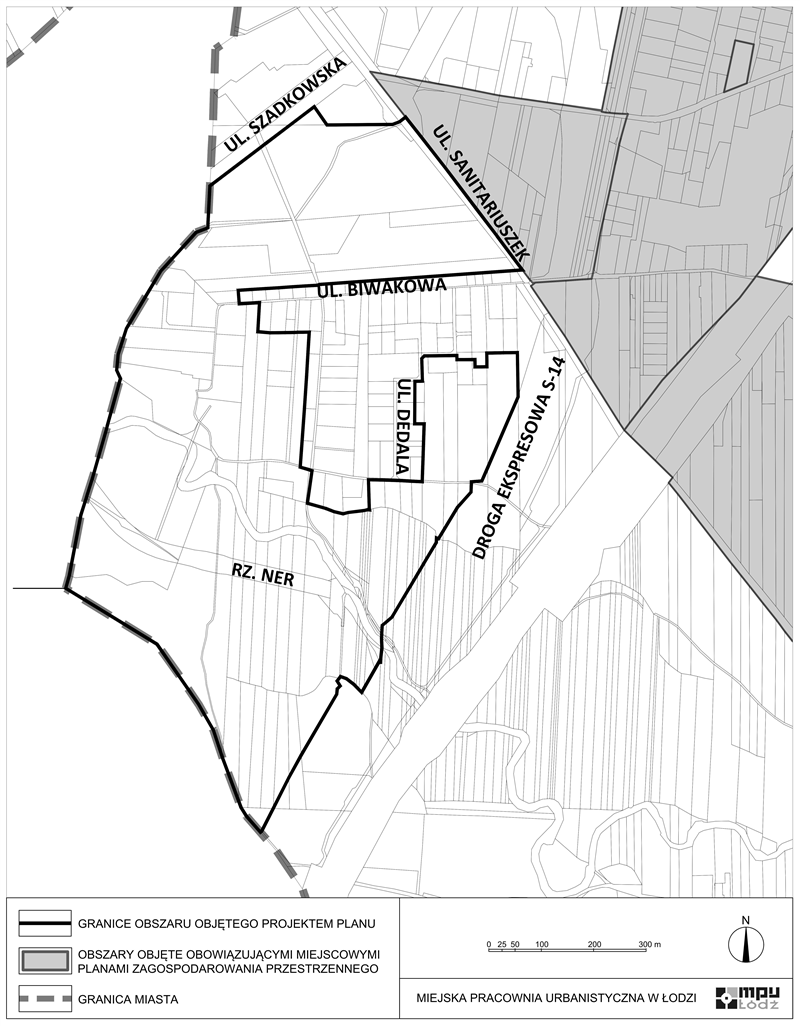 UL. SZADKOWSKA
UL. SANITARIUSZEK
UL. BIWAKOWA
UL. DEDALA
DROGA EKSPRESOWA S-14
RZ. NER
GRANICE OBSZARU OBJĘTEGO PROJEKTEM PLANU
OBSZARY OBJĘTE OBOWIĄZUJĄCYMI MIEJSCOWYMI
PLANAMI ZAGOSPODAROWANIA PRZESTRZENNEGO
GRANICA MIASTA
0 25 50 100 200 300 m
N
MIEJSKA PRACOWNIA URBANISTYCZNA W ŁODZI
mpu
Łódź